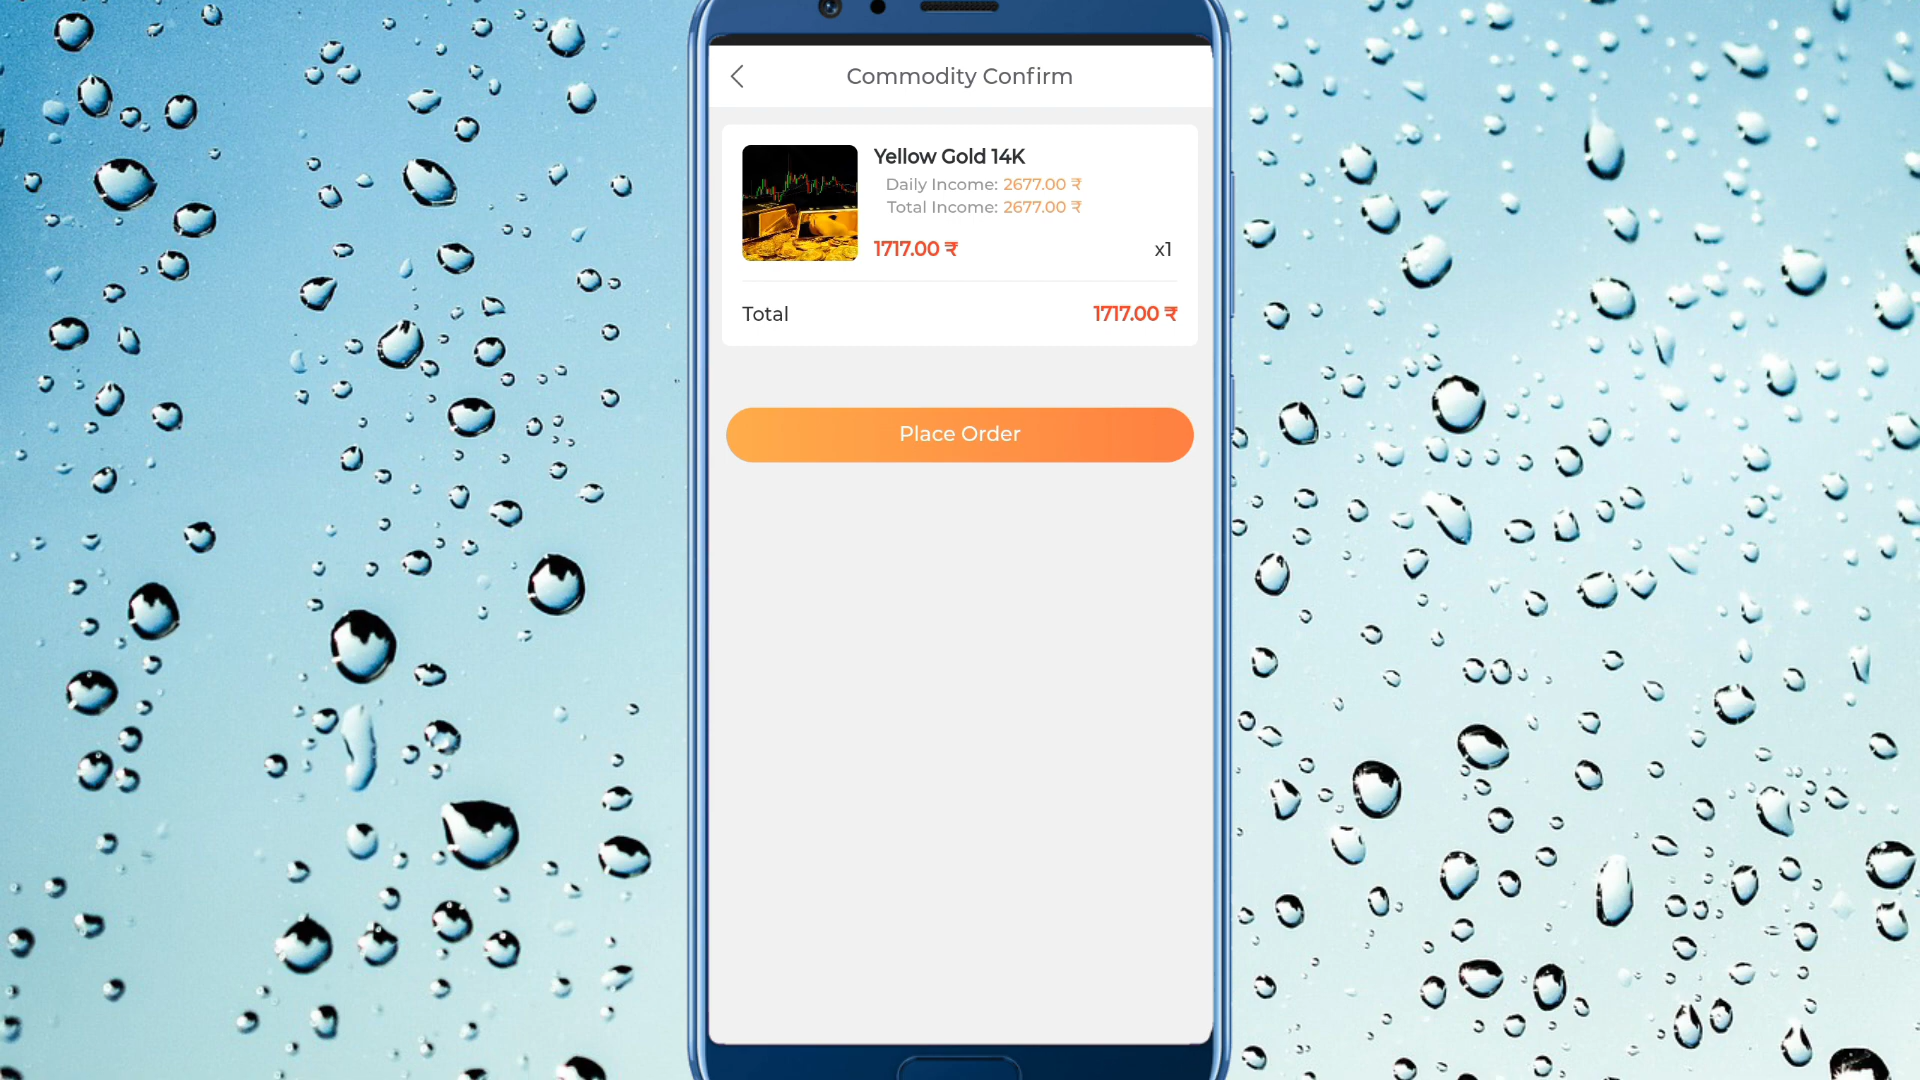 Commodity Confirm
Yellow Gold 14K
Daily Income: 2677.00 ₹
Total Income: 2677.00 ₹
1717.00 ₹ x1
Total 1717.00 ₹
Place Order